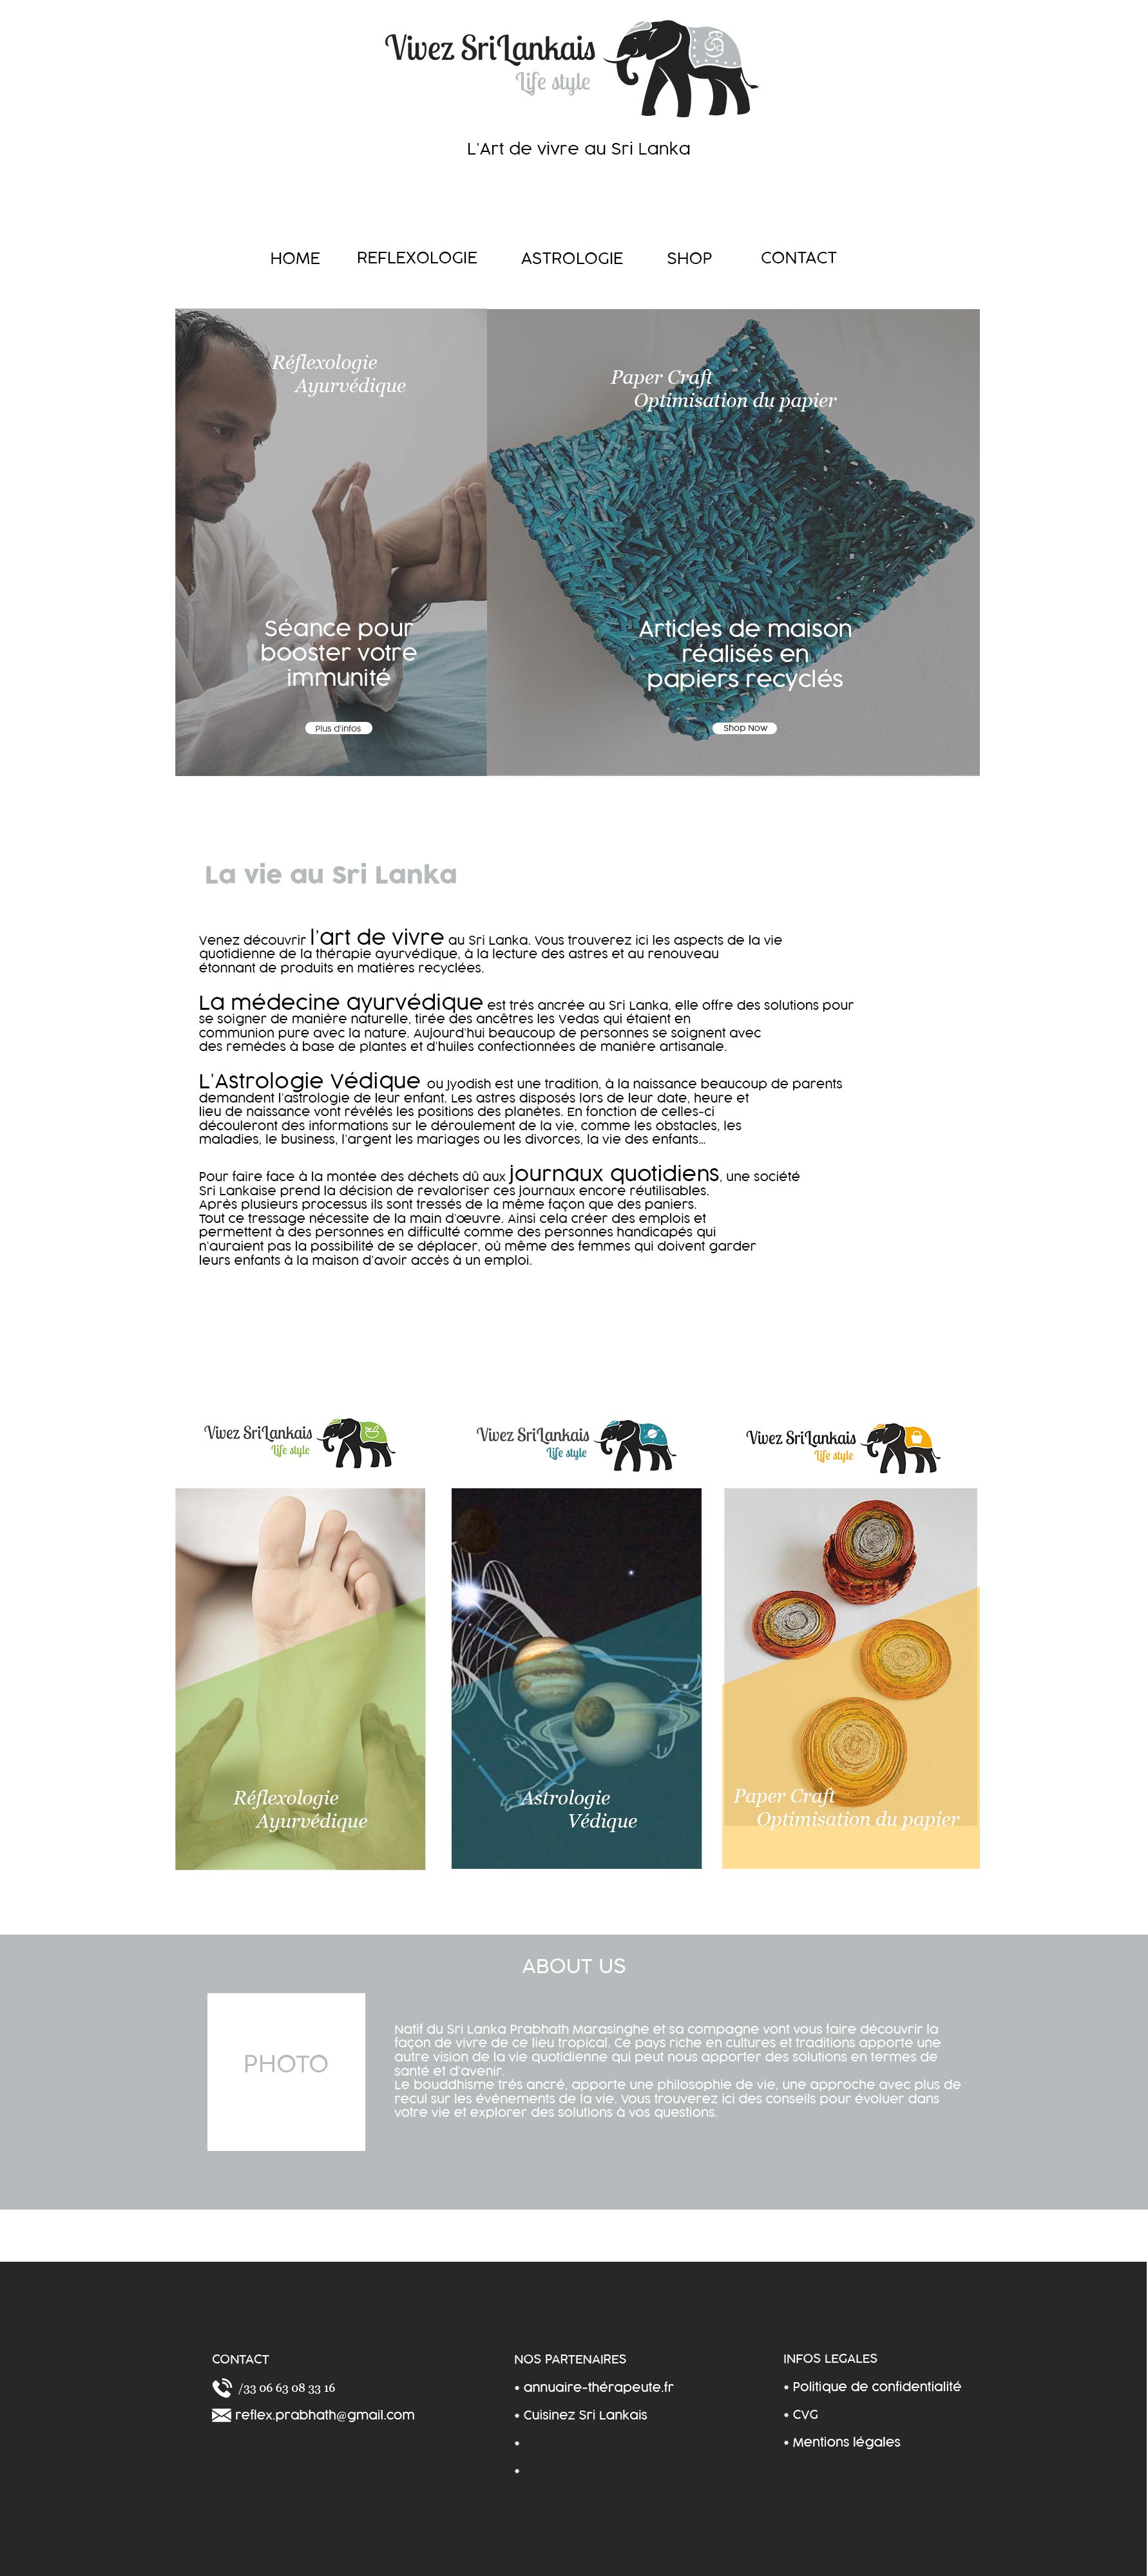 Vivez SriLankais
Life style
L'Art de vivre au Sri Lanka
HOME REFLEXOLOGIE ASTROLOGIE SHOP CONTACT
Réflexologie
Ayurvédique
Séance pour
booster votre
immunité
Plus d'infos
Paper Craft
Optimisation du papier
Articles de maison
réalisés en
papiers recyclés
Shop Now
La vie au Sri Lanka
Venez découvrir l'art de vivre au Sri Lanka. Vous trouverez ici les aspects de la vie
quotidienne de la thérapie ayurvédique, à la lecture des astres et au renouveau
étonnant de produits en matières recyclées.
La médecine ayurvédique est très ancrée au Sri Lanka, elle offre des solutions pour
se soigner de manière naturelle, tirée des ancêtres les Vedas qui étaient en
communion pure avec la nature. Aujourd'hui beaucoup de personnes se soignent avec
des remèdes à base de plantes et d'huiles confectionnées de manière artisanale.
L'Astrologie Védique ou Jyodish est une tradition, à la naissance beaucoup de parents
demandent l'astrologie de leur enfant. Les astres disposés lors de leur date, heure et
lieu de naissance vont révélés les positions des planètes. En fonction de celles-ci
découleront des informations sur le déroulement de la vie, comme les obstacles, les
maladies, le business, l'argent les mariages ou les divorces, la vie des enfants...
Pour faire face à la montée des déchets dû aux journaux quotidiens, une société
Sri Lankaise prend la décision de revaloriser ces journaux encore réutilisables.
Après plusieurs processus ils sont tressés de la même façon que des paniers.
Tout ce tressage nécessite de la main d'œuvre. Ainsi cela créer des emplois et
permettent à des personnes en difficulté comme des personnes handicapés qui
n'auraient pas la possibilité de se déplacer, où même des femmes qui doivent garder
leurs enfants à la maison d'avoir accès à un emploi.
Vivez SriLankais
Life style
Vivez SriLankais
Life style
Vivez SriLankais
Life style
Réflexologie
Ayurvédique
Astrologie
Védique
Paper Craft
Optimisation du papier
ABOUT US
PHOTO
Natif du Sri Lanka Prabhath Marasinghe et sa compagne vont vous faire découvrir la
façon de vivre de ce lieu tropical. Ce pays riche en cultures et traditions apporte une
autre vision de la vie quotidienne qui peut nous apporter des solutions en termes de
santé et d'avenir.
Le bouddhisme très ancré, apporte une philosophie de vie, une approche avec plus de
recul sur les événements de la vie. Vous trouverez ici des conseils pour évoluer dans
votre vie et explorer des solutions à vos questions.
CONTACT
/33 06 63 08 33 16
reflex.prabhath@gmail.com
NOS PARTENAIRES
• annuaire-thérapeute.fr
• Cuisinez Sri Lankais
•
•
INFOS LEGALES
• Politique de confidentialité
• CVG
• Mentions légales